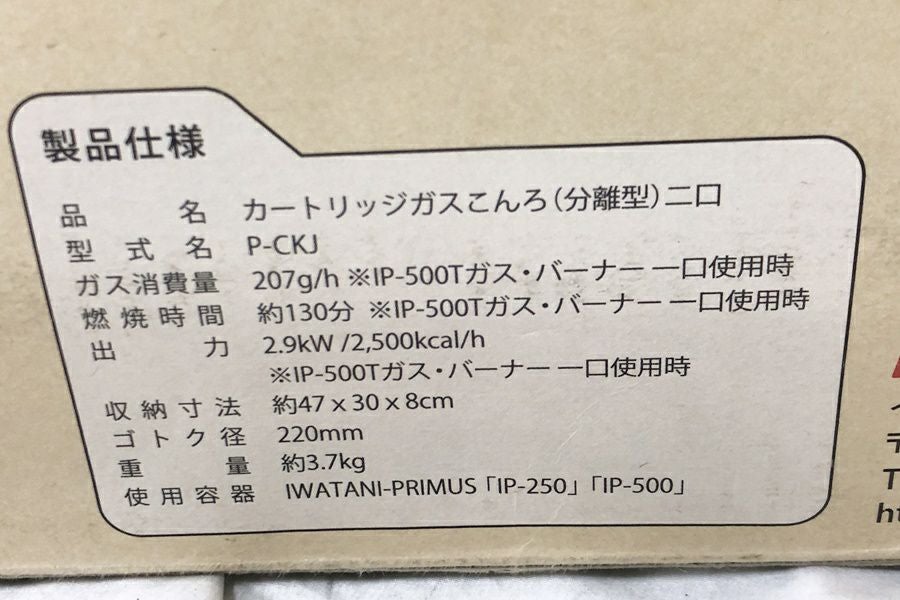 製品仕様
品名 カートリッジガスこんろ(分離型)二口
型式名 P-CKJ
ガス消費量 207g/h ※IP-500Tガス・バーナー 一口使用時
燃焼時間 約130分 ※IP-500Tガス・バーナー 一口使用時
出力 2.9kW /2,500kcal/h
※IP-500Tガス・バーナー 一口使用時
収納寸法 約47 x 30 x 8cm
ゴトク径 220mm
重量 約3.7kg
使用容器 IWATANI-PRIMUS「IP-250」「IP-500」
〒
T
ht